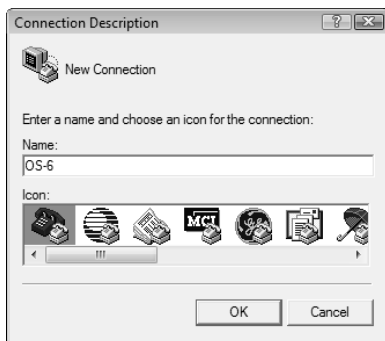 Connection Description
New Connection
Enter a name and choose an icon for the connection:
Name:
OS-6
Icon:
MCI
OK Cancel